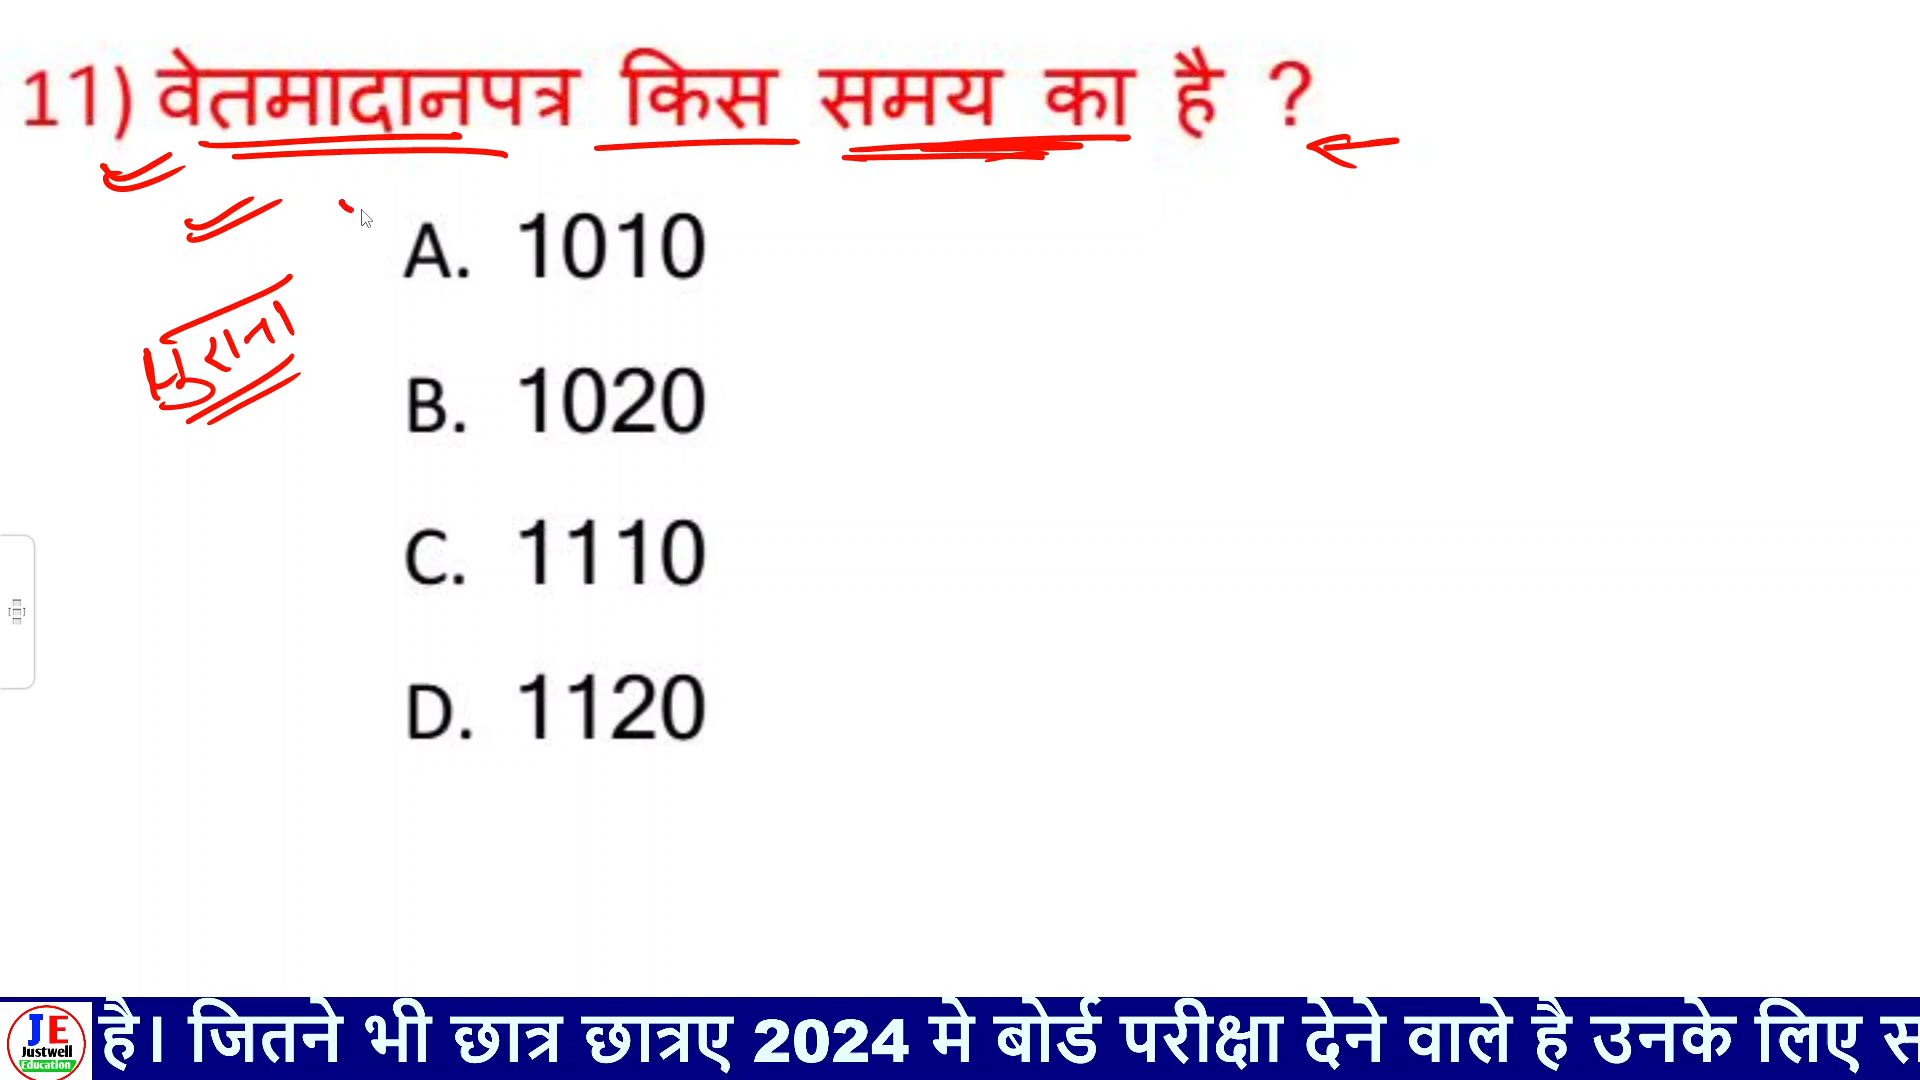 11) वेतमादानपत्र किस समय का है ?
A. 1010
पुराना
B. 1020
C. 1110
D. 1120
JE
Justwell
Education
है। जितने भी छात्र छात्रए 2024 मे बोर्ड परीक्षा देने वाले है उनके लिए स